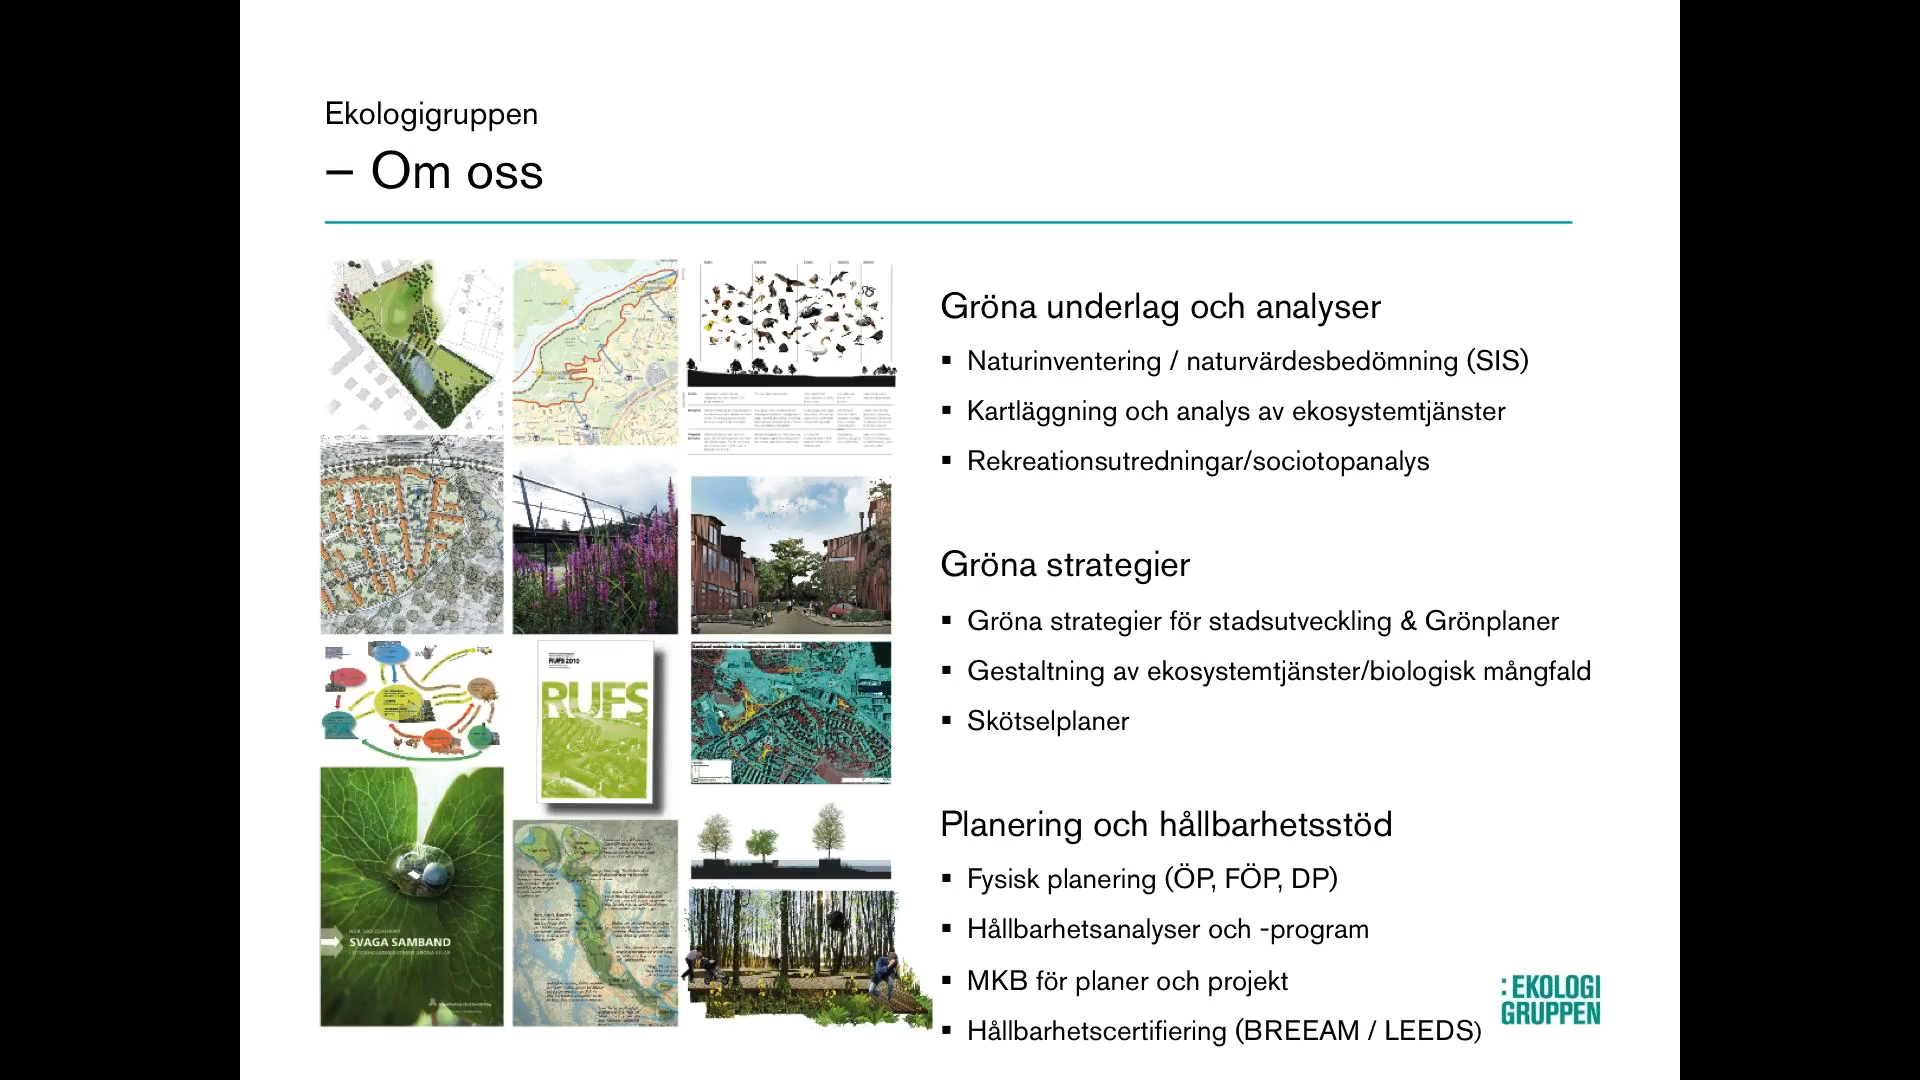 Ekologigruppen
– Om oss
Gröna underlag och analyser
▪ Naturinventering / naturvärdesbedömning (SIS)
▪ Kartläggning och analys av ekosystemtjänster
▪ Rekreationsutredningar/sociotopanalys
Gröna strategier
▪ Gröna strategier för stadsutveckling & Grönplaner
▪ Gestaltning av ekosystemtjänster/biologisk mångfald
▪ Skötselplaner
Planering och hållbarhetsstöd
▪ Fysisk planering (ÖP, FÖP, DP)
▪ Hållbarhetsanalyser och -program
▪ MKB för planer och projekt
▪ Hållbarhetscertifiering (BREEAM / LEEDS)
RUFS 2010
RUFS
SVAGA SAMBAND
:EKOLOGI
GRUPPEN